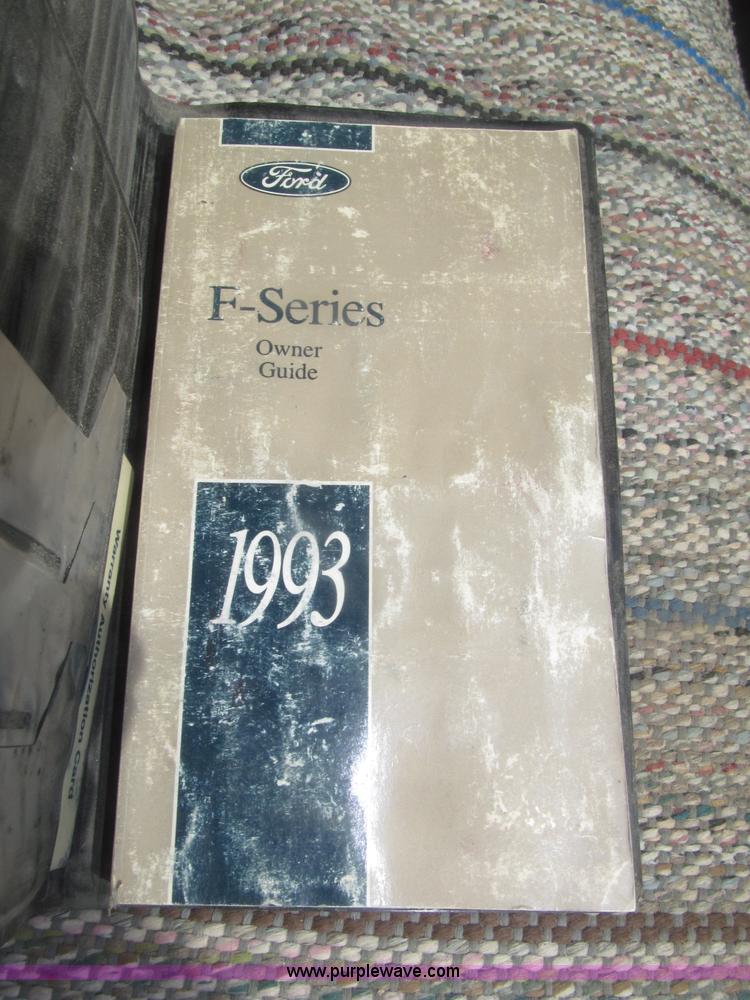 Ford
F-Series
Owner
Guide
1993
Warranty Authorization Card
www.purplewave.com